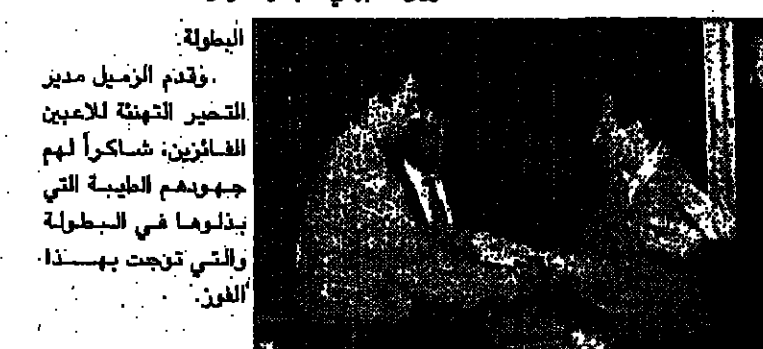 البطولة.
وقدم الزميل مدير
التحير التهنئة للاعبين
الفائزين، شاكراً لهم
جهودهم الطيبة التي
بذلوها في البطولة
والتي توجت بهذا
الفوز.